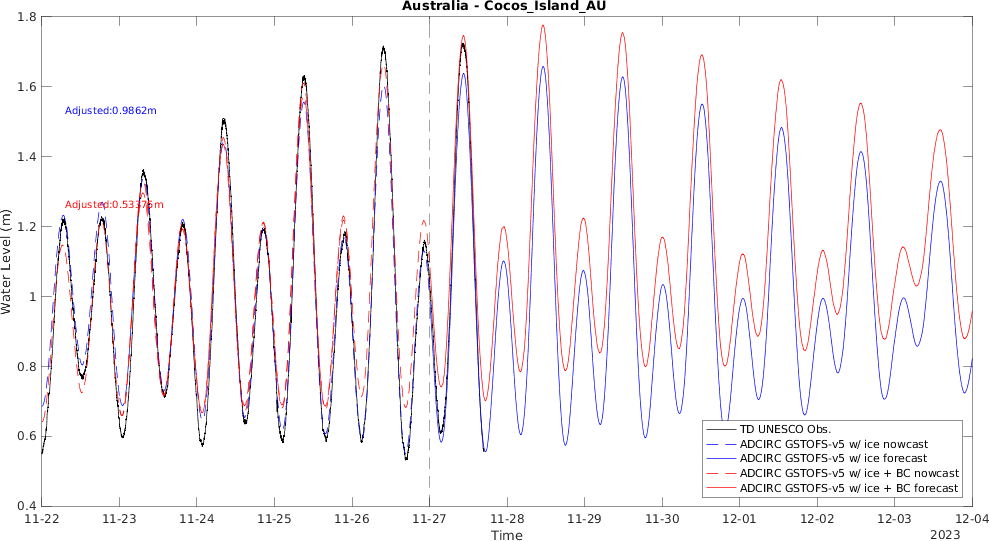 Australia - Cocos_Island_AU
1.8
1.6
1.4
1.2
1
0.8
0.6
0.4
Water Level (m)
Adjusted:0.9862m
Adjusted:0.53375m
TD UNESCO Obs.
ADCIRC GSTOFS-v5 w/ ice nowcast
ADCIRC GSTOFS-v5 w/ ice forecast
ADCIRC GSTOFS-v5 w/ ice + BC nowcast
ADCIRC GSTOFS-v5 w/ ice + BC forecast
11-22 11-23 11-24 11-25 11-26 11-27 11-28 11-29 11-30 12-01 12-02 12-03 12-04
Time
2023